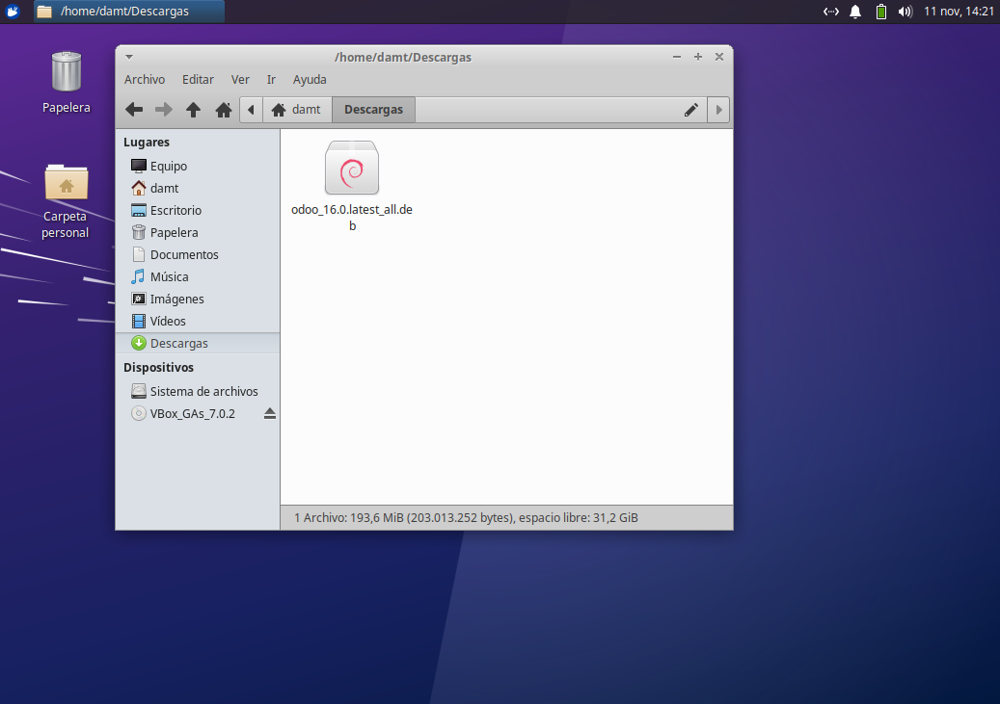 /home/damt/Descargas
11 nov, 14:21
Papelera
Carpeta
personal
/home/damt/Descargas
Archivo Editar Ver Ir Ayuda
damt Descargas
Lugares
Equipo
damt
Escritorio
Papelera
Documentos
Música
Imágenes
Vídeos
Descargas
Dispositivos
Sistema de archivos
VBox_GAs_7.0.2
odoo_16.0.latest_all.de
b
1 Archivo: 193,6 MiB (203.013.252 bytes), espacio libre: 31,2 GiB